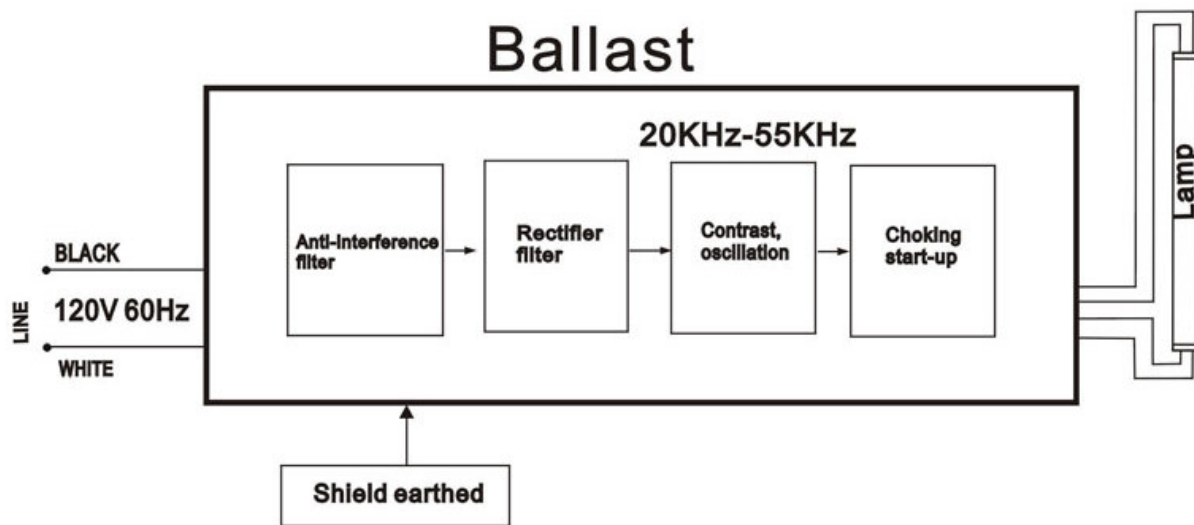 Ballast
20KHz-55KHz
Anti-interference
filter
Rectifier
filter
Contrast,
oscillation
Choking
start-up
BLACK
LINE
120V 60Hz
WHITE
Lamp
Shield earthed